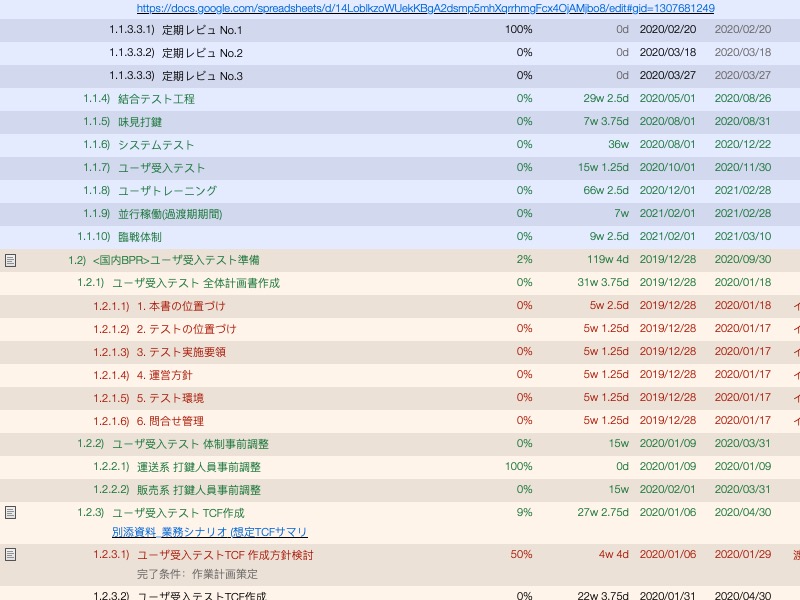 https://docs.google.com/spreadsheets/d/14LoblkzoWUekKBgA2dsmp5mhXqrrhmgFcx4OjAMjbo8/edit#gid=1307681249
1.1.3.3.1) 定期レビュ No.1 100% 0d 2020/02/20 2020/02/20
1.1.3.3.2) 定期レビュ No.2 0% 0d 2020/03/18 2020/03/18
1.1.3.3.3) 定期レビュ No.3 0% 0d 2020/03/27 2020/03/27
1.1.4) 結合テスト工程 0% 29w 2.5d 2020/05/01 2020/08/26
1.1.5) 味見打鍵 0% 7w 3.75d 2020/08/01 2020/08/31
1.1.6) システムテスト 0% 36w 2020/08/01 2020/12/22
1.1.7) ユーザ受入テスト 0% 15w 1.25d 2020/10/01 2020/11/30
1.1.8) ユーザトレーニング 0% 66w 2.5d 2020/12/01 2021/02/28
1.1.9) 並行稼働(過渡期期間) 0% 7w 2021/02/01 2021/02/28
1.1.10) 臨戦体制 0% 9w 2.5d 2021/02/01 2021/03/10
1.2) <国内BPR>ユーザ受入テスト準備 2% 119w 4d 2019/12/28 2020/09/30
1.2.1) ユーザ受入テスト 全体計画書作成 0% 31w 3.75d 2019/12/28 2020/01/18
1.2.1.1) 1. 本書の位置づけ 0% 5w 2.5d 2019/12/28 2020/01/18
1.2.1.2) 2. テストの位置づけ 0% 5w 1.25d 2019/12/28 2020/01/17
1.2.1.3) 3. テスト実施要領 0% 5w 1.25d 2019/12/28 2020/01/17
1.2.1.4) 4. 運営方針 0% 5w 1.25d 2019/12/28 2020/01/17
1.2.1.5) 5. テスト環境 0% 5w 1.25d 2019/12/28 2020/01/17
1.2.1.6) 6. 問合せ管理 0% 5w 1.25d 2019/12/28 2020/01/17
1.2.2) ユーザ受入テスト 体制事前調整 0% 15w 2020/01/09 2020/03/31
1.2.2.1) 運送系 打鍵人員事前調整 100% 0d 2020/01/09 2020/01/09
1.2.2.2) 販売系 打鍵人員事前調整 0% 15w 2020/02/01 2020/03/31
1.2.3) ユーザ受入テスト TCF作成 9% 27w 2.75d 2020/01/06 2020/04/30
別添資料_業務シナリオ (想定TCFサマリ
1.2.3.1) ユーザ受入テストTCF 作成方針検討 50% 4w 4d 2020/01/06 2020/01/29
完了条件：作業計画策定
1.2.3.2) ユーザ受入テストTCF作成 0% 22w 3.75d 2020/01/31 2020/04/30